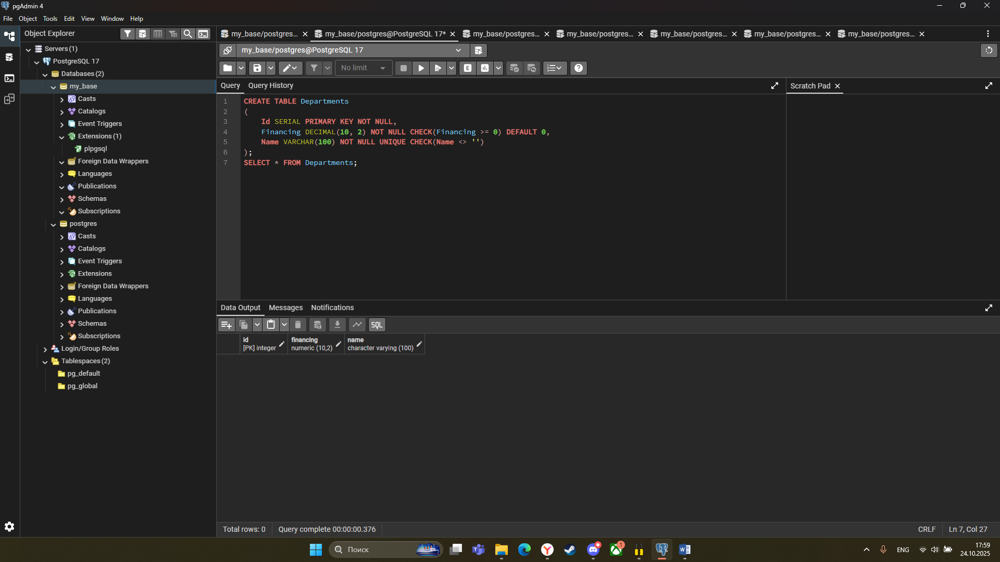 pgAdmin 4
File Object Tools Edit View Window Help
Object Explorer
my_base/postgres...
my_base/postgres@PostgreSQL 17*
my_base/postgres...
my_base/postgres...
my_base/postgres...
my_base/postgres...
my_base/postgres...
Servers (1)
PostgreSQL 17
Databases (2)
my_base
Casts
Catalogs
Event Triggers
Extensions (1)
plpgsql
Foreign Data Wrappers
Languages
Publications
Schemas
Subscriptions
postgres
Casts
Catalogs
Event Triggers
Extensions
Foreign Data Wrappers
Languages
Publications
Schemas
Subscriptions
Login/Group Roles
Tablespaces (2)
pg_default
pg_global
my_base/postgres@PostgreSQL 17
No limit
E
Query Query History
Scratch Pad
1 CREATE TABLE Departments
2 (
3 Id SERIAL PRIMARY KEY NOT NULL,
4 Financing DECIMAL(10, 2) NOT NULL CHECK(Financing >= 0) DEFAULT 0,
5 Name VARCHAR(100) NOT NULL UNIQUE CHECK(Name <> '')
6 );
7 SELECT * FROM Departments;
Data Output Messages Notifications
SQL
id
[PK] integer
financing
numeric (10,2)
name
character varying (100)
Total rows: 0
Query complete 00:00:00.376
CRLF
Ln 7, Col 27
Поиск
1
ENG
17:59
24.10.2025